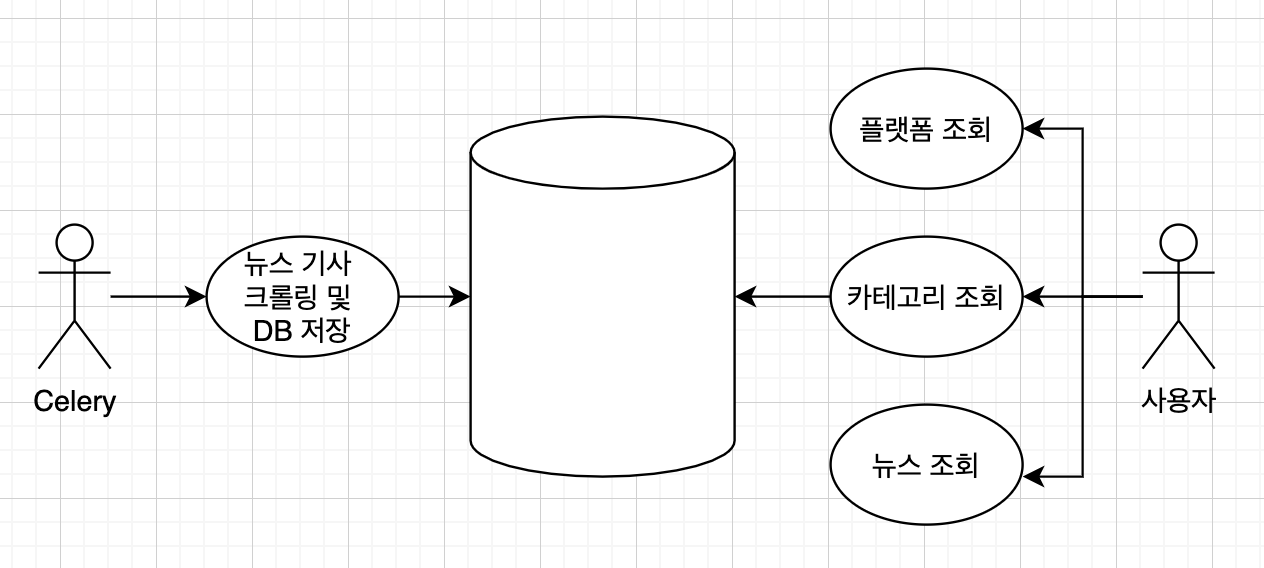 Celery
뉴스 기사
크롤링 및
DB 저장
플랫폼 조회
카테고리 조회
뉴스 조회
사용자